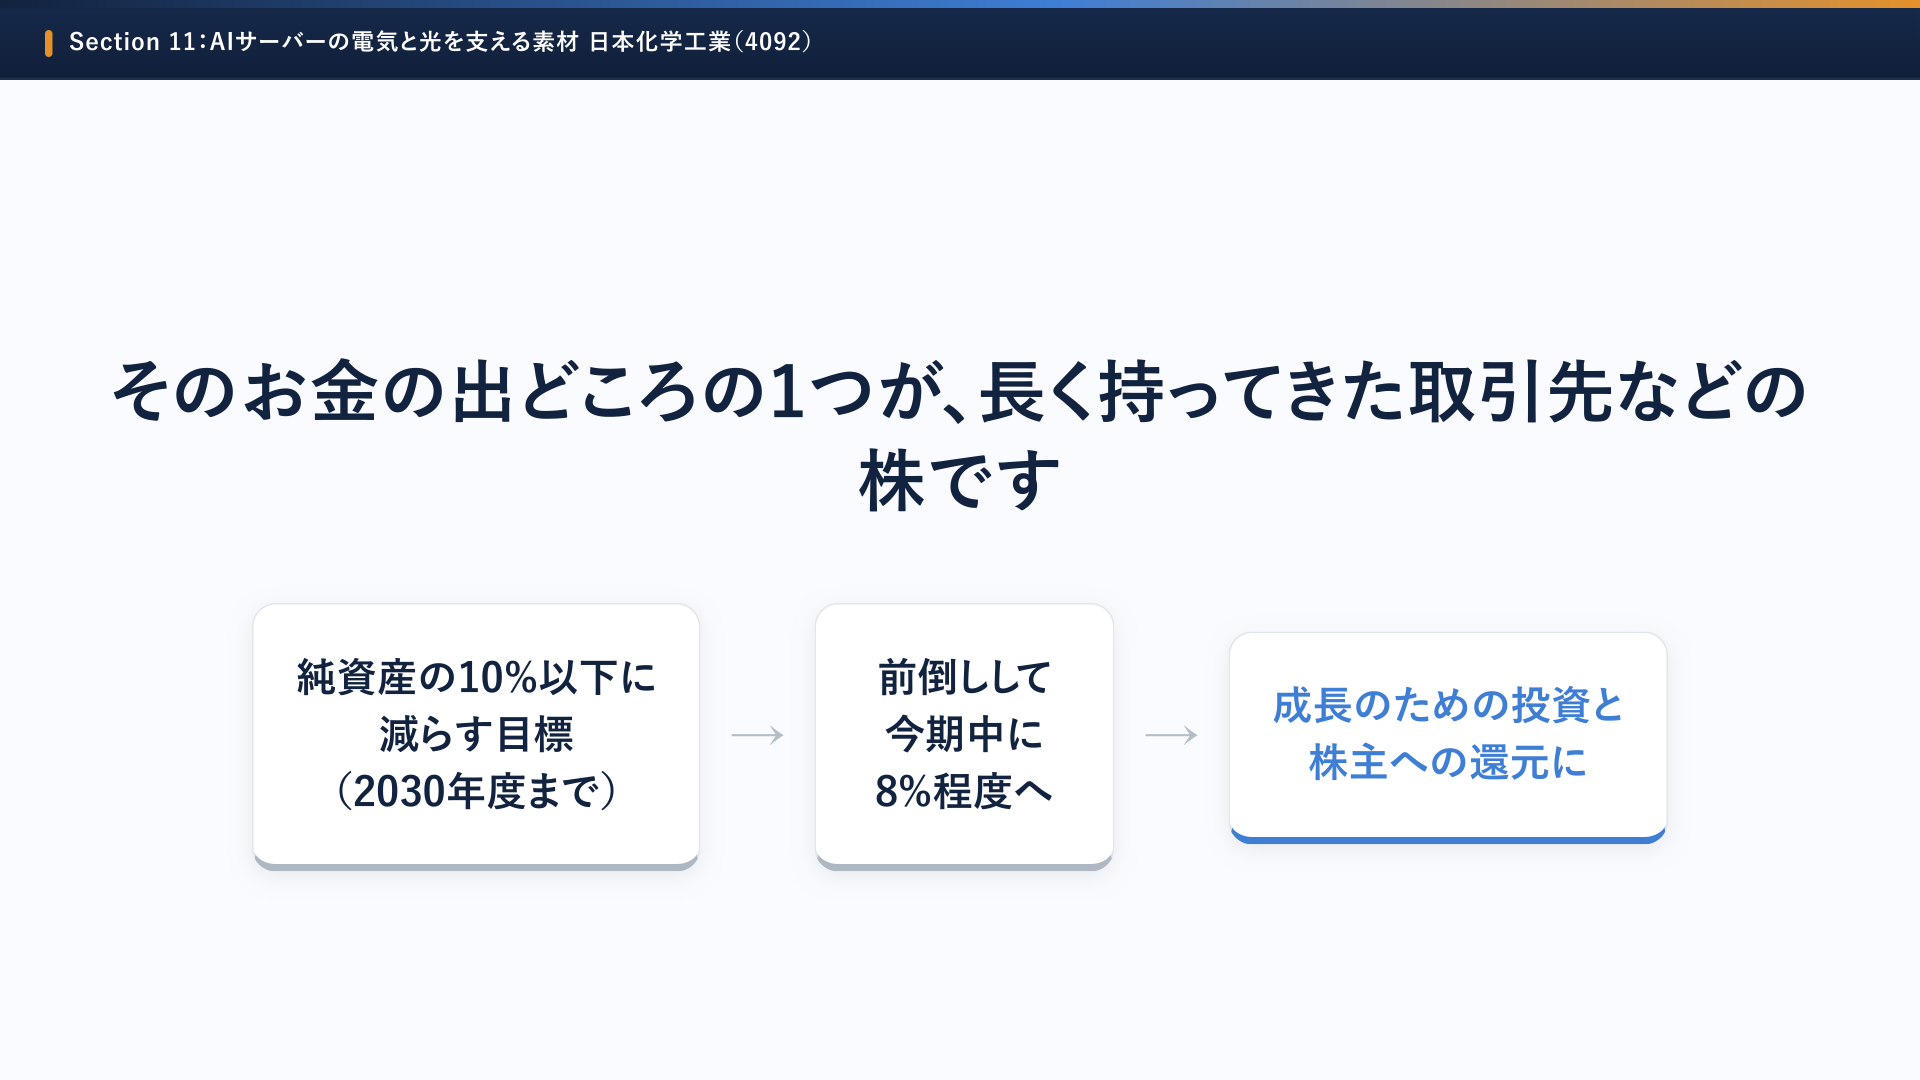 Section 11：AIサーバーの電気と光を支える素材 日本化学工業（4092）
そのお金の出どころの1つが、長く持ってきた取引先などの
株です
純資産の10%以下に
減らす目標
（2030年度まで）
→
前倒しして
今期中に
8%程度へ
→
成長のための投資と
株主への還元に